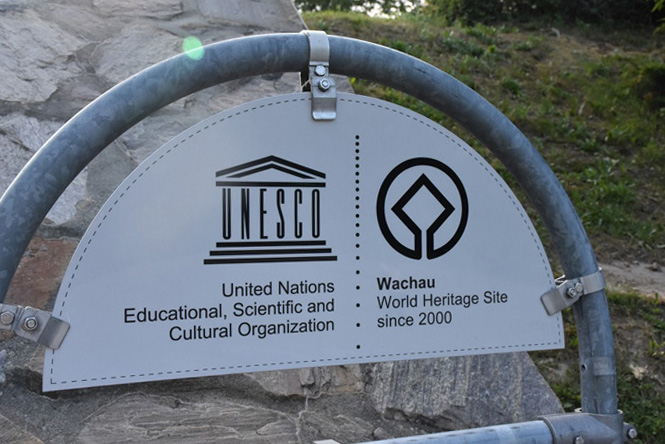 UNESCO
United Nations
Educational, Scientific and
Cultural Organization
Wachau
World Heritage Site
since 2000